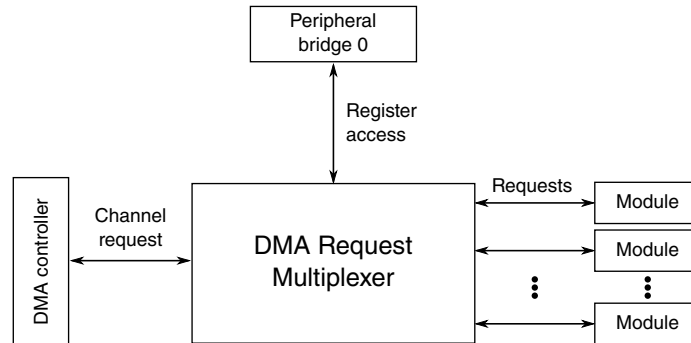 Peripheral
bridge 0
Register
access
DMA controller
Channel
request
DMA Request
Multiplexer
Requests
Module
Module
Module